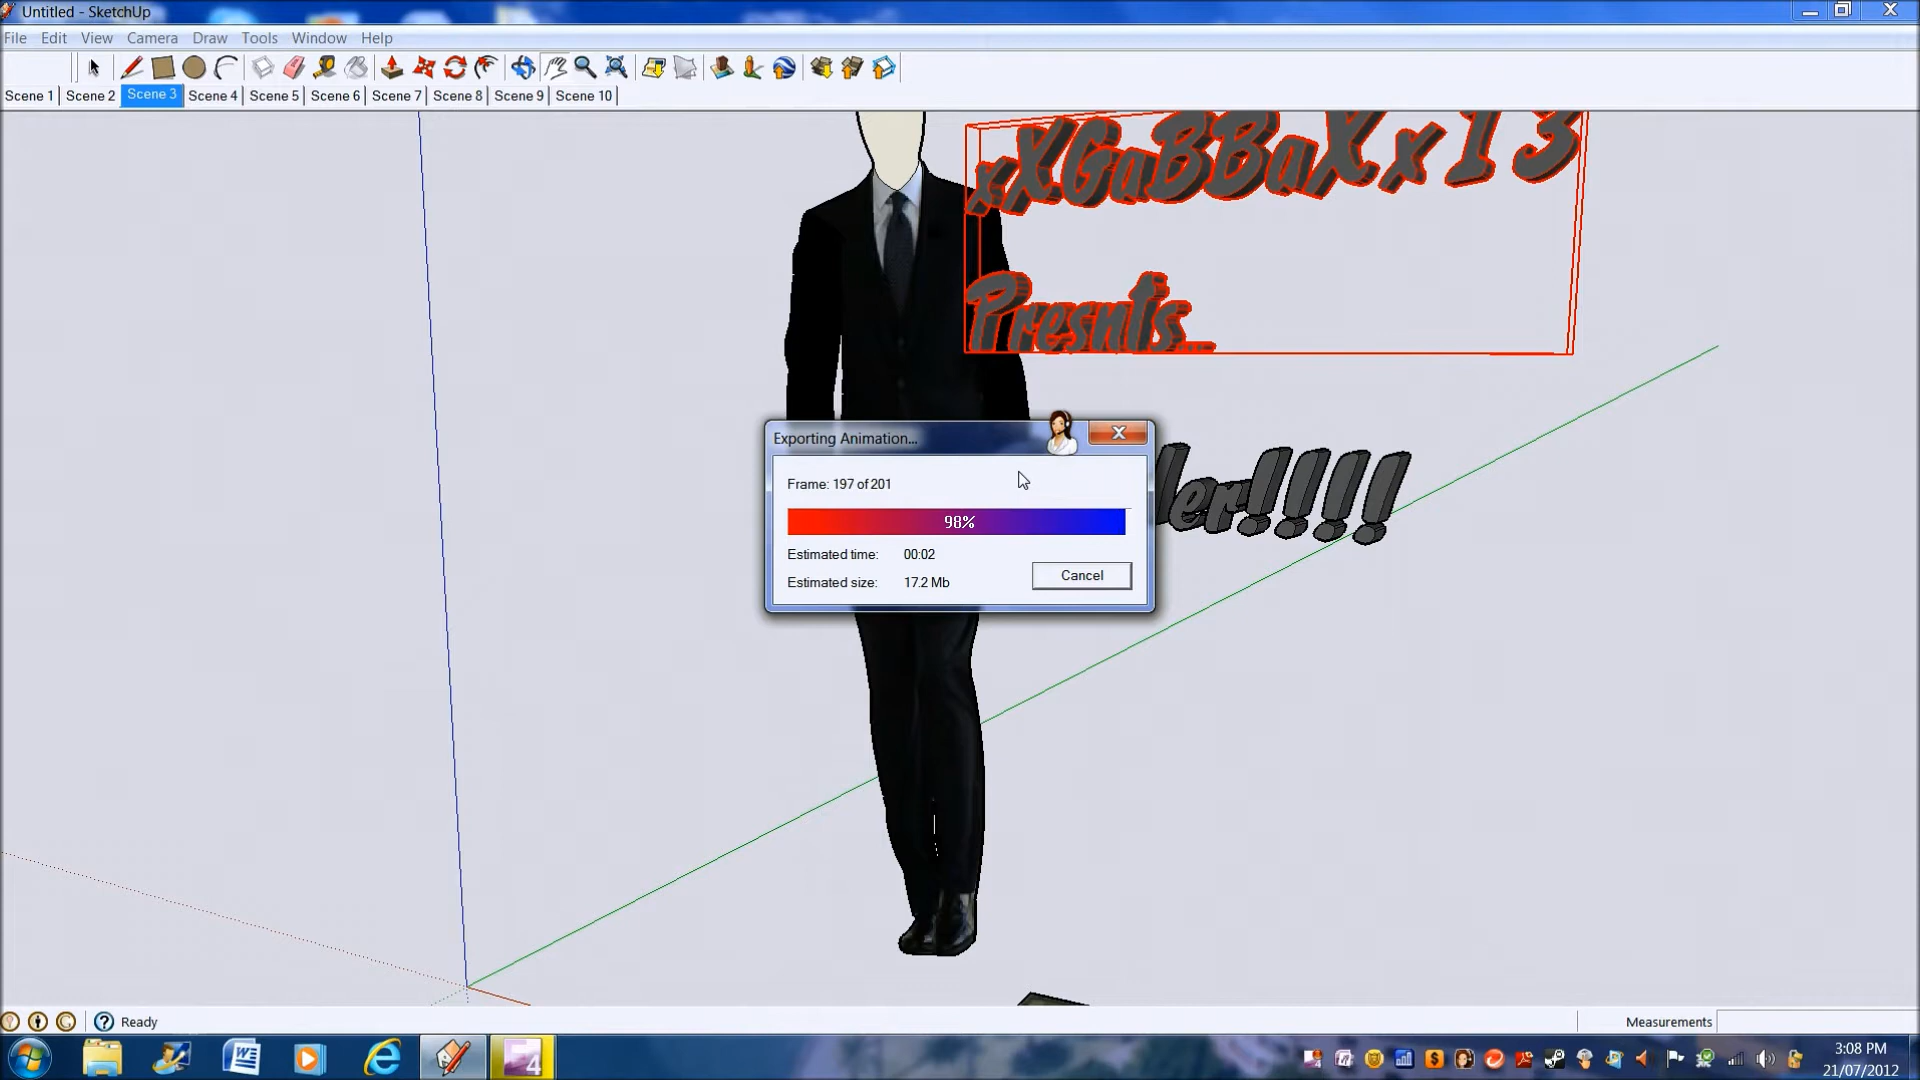 Untitled - SketchUp
File Edit View Camera Draw Tools Window Help
Scene 1 Scene 2 Scene 3 Scene 4 Scene 5 Scene 6 Scene 7 Scene 8 Scene 9 Scene 10
xXGaBBaXx13
Presnts...
ler!!!!
Exporting Animation...
Frame: 197 of 201
98%
Estimated time: 00:02
Estimated size: 17.2 Mb
Cancel
Ready
Measurements
3:08 PM
21/07/2012